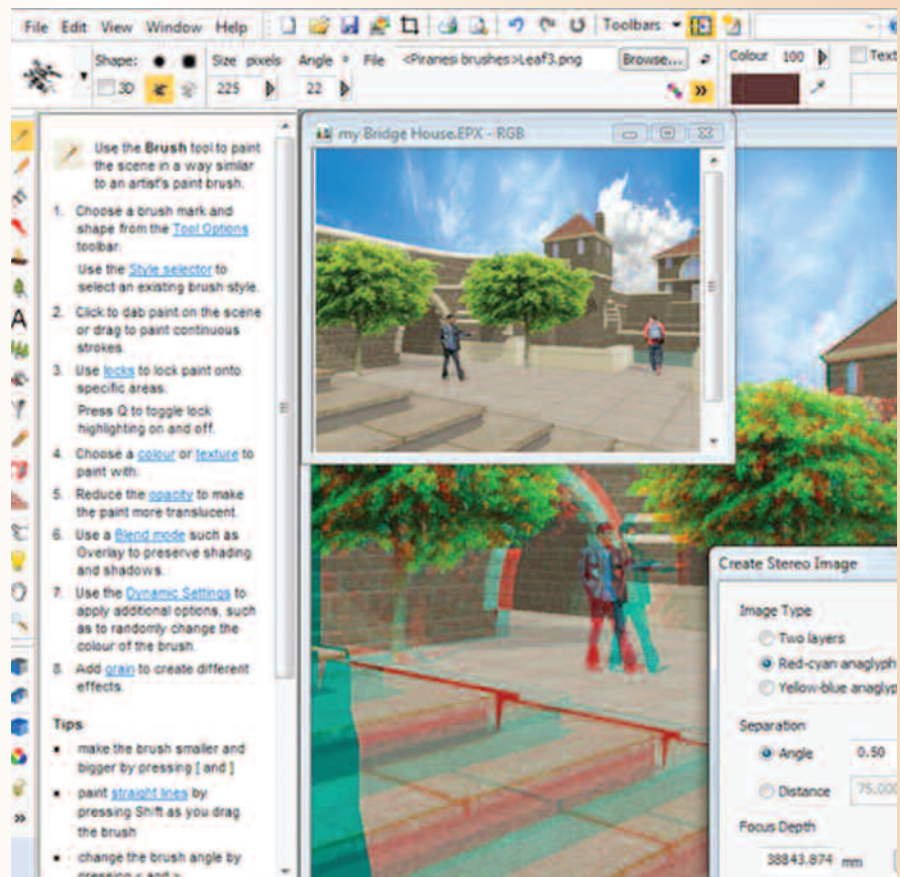 File Edit View Window Help Toolbars
Shape: Size pixels Angle ° File <Piranesi brushes>Leaf3.png Browse... Colour 100 Text
3D 225 22
my Bridge House.EPX - RGB
Use the Brush tool to paint
the scene in a way similar
to an artist's paint brush.
1. Choose a brush mark and
shape from the Tool Options
toolbar.
Use the Style selector to
select an existing brush style.
2. Click to dab paint on the scene
or drag to paint continuous
strokes.
3. Use locks to lock paint onto
specific areas.
Press Q to toggle lock
highlighting on and off.
4. Choose a colour or texture to
paint with.
5. Reduce the opacity to make
the paint more translucent.
6. Use a Blend mode such as
Overlay to preserve shading
and shadows.
7. Use the Dynamic Settings to
apply additional options, such
as to randomly change the
colour of the brush.
8. Add grain to create different
effects.
Tips
▪ make the brush smaller and
bigger by pressing [ and ]
▪ paint straight lines by
pressing Shift as you drag
the brush
▪ change the brush angle by
pressing < and >
Create Stereo Image
Image Type
Two layers
Red-cyan anaglyph
Yellow-blue anaglyp
Separation
Angle 0.50
Distance 75.000
Focus Depth
38843.874 mm